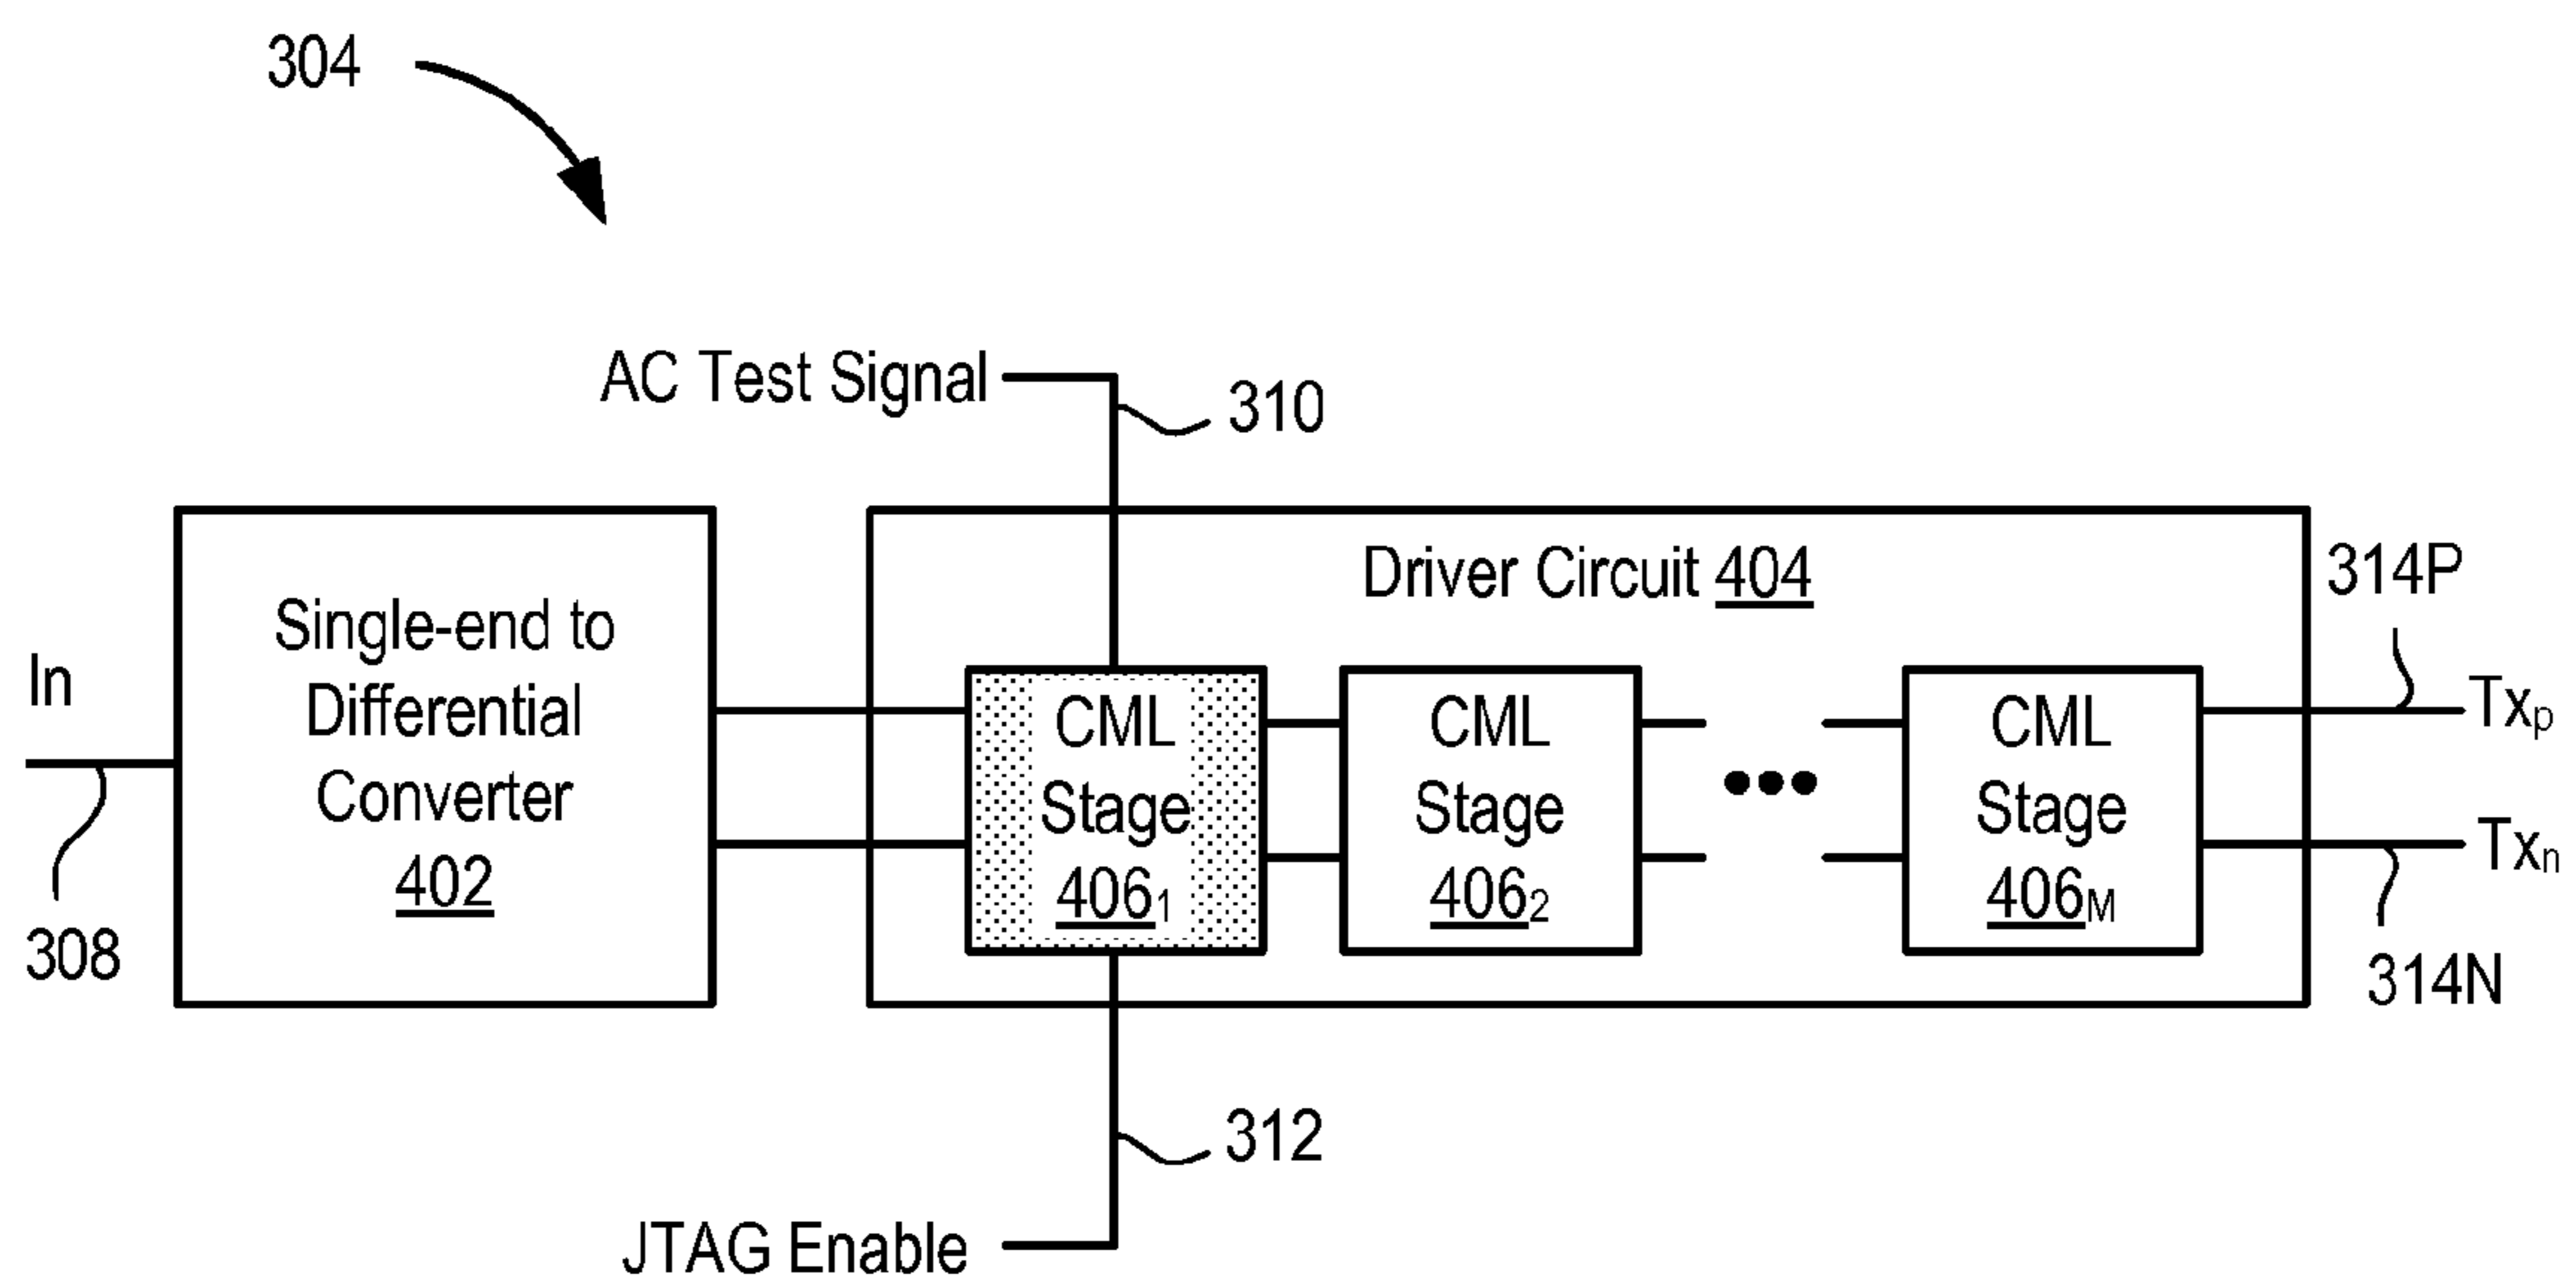 304
AC Test Signal
310
Driver Circuit 404
314P
In
Single-end to
Differential
Converter
402
CML
Stage
406₁
CML
Stage
406₂
CML
Stage
406M
Txp
Txn
308
314N
312
JTAG Enable